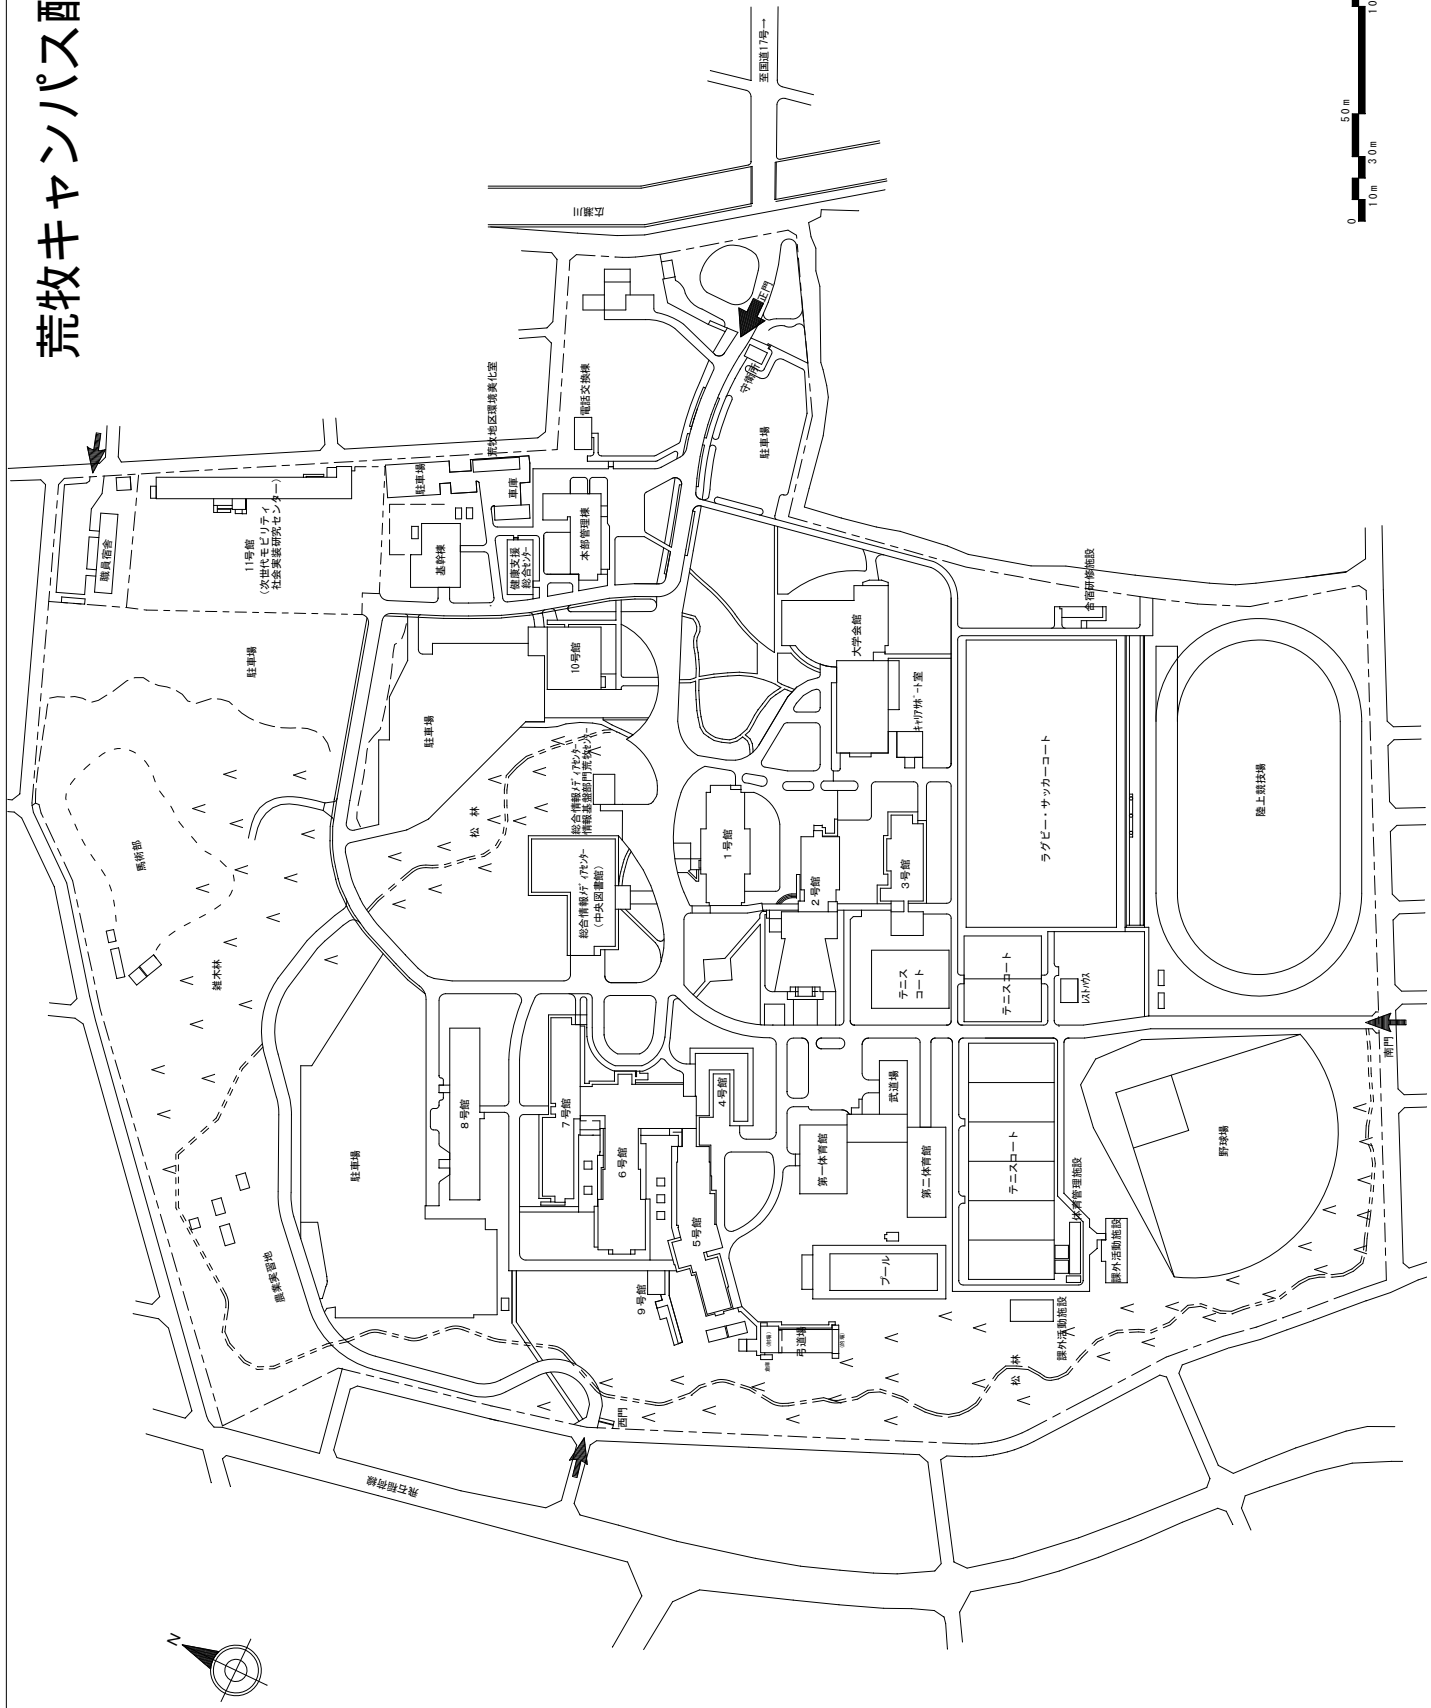 荒牧キャンパス配
至国道17号→
広瀬川
正門
守衛所
駐車場
電話交換棟
荒牧地区環境美化室
駐車場
車庫
本部管理棟
健康支援
総合センター
基幹棟
11号館
(次世代モビリティ
社会実装研究センター)
職員宿舎
駐車場
駐車場
10号館
大学会館
キャリアサポート室
合宿研修施設
総合情報メディアセンター
情報基盤部門荒牧センター
松林
総合情報メディアセンター
(中央図書館)
1号館
2号館
3号館
ラグビー・サッカーコート
陸上競技場
馬術部
雑木林
テニス
コート
テニスコート
レストハウス
南門
8号館
7号館
6号館
5号館
4号館
9号館
駐車場
農業実習地
武道場
第一体育館
第二体育館
プール
テニスコート
体育管理施設
課外活動施設
課外活動施設
野球場
弓道場
松林
西門
N
0
10m
30m
50m
10